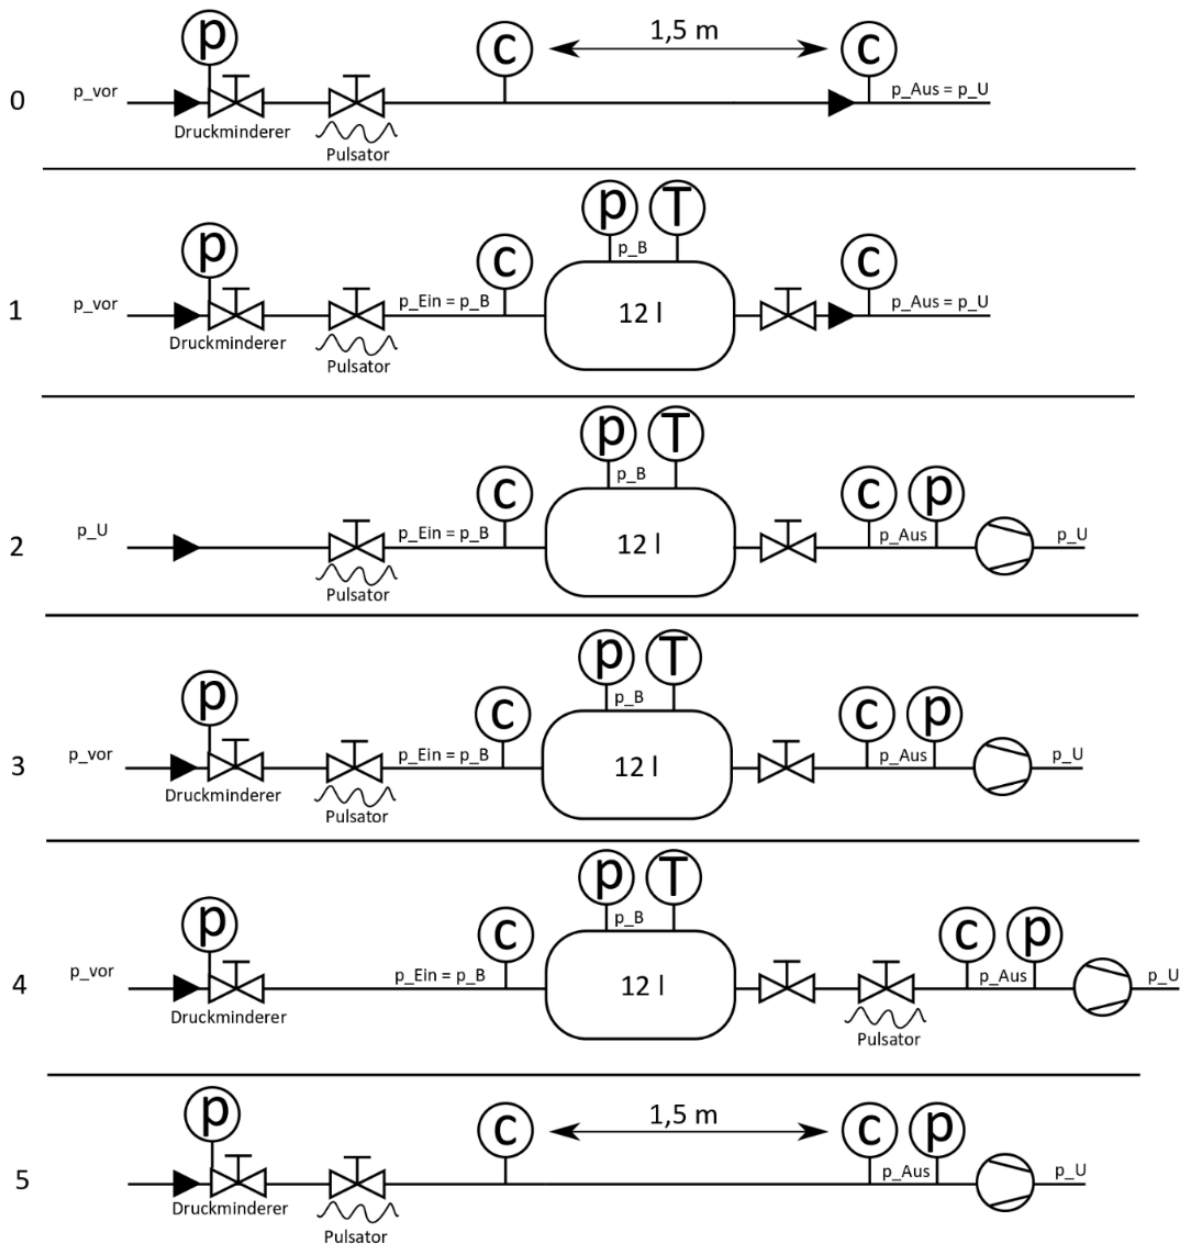 p
C
1,5 m
C
0
p_vor
p_Aus = p_U
Druckminderer
Pulsator
p
T
p
C
p_B
C
1
p_vor
p_Ein = p_B
12 l
p_Aus = p_U
Druckminderer
Pulsator
p
T
C
p_B
C
p
2
p_U
p_Ein = p_B
12 l
p_Aus
p_U
Pulsator
p
T
p
C
p_B
C
p
3
p_vor
p_Ein = p_B
12 l
p_Aus
p_U
Druckminderer
Pulsator
p
T
p
C
p_B
C
p
4
p_vor
p_Ein = p_B
12 l
p_Aus
p_U
Druckminderer
Pulsator
p
C
1,5 m
C
p
5
p_Aus
p_U
Druckminderer
Pulsator